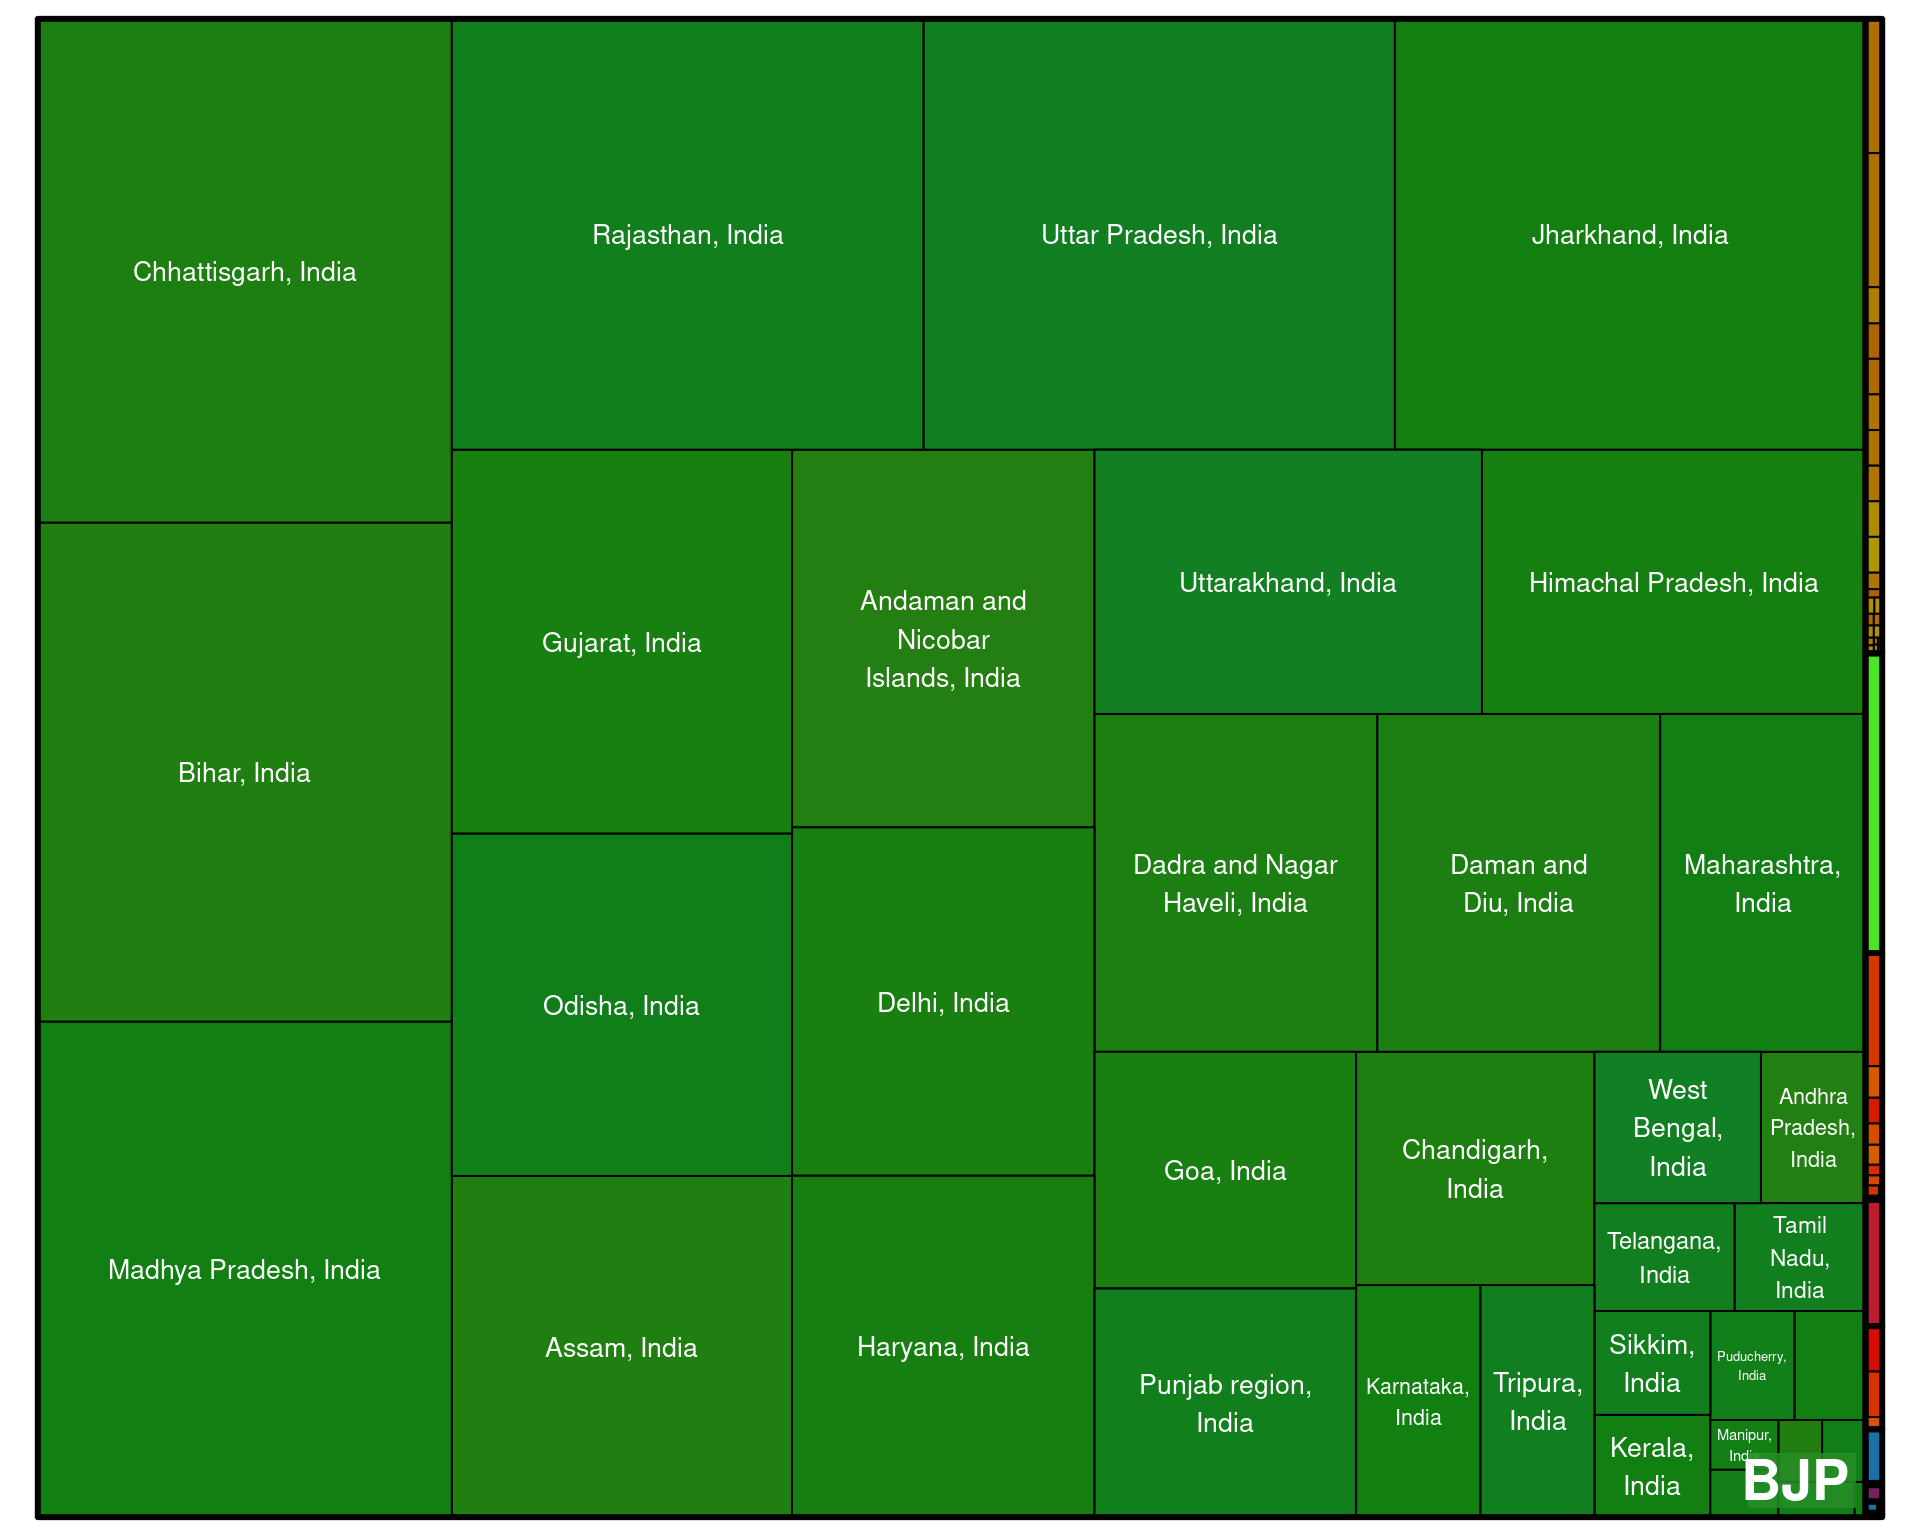 Chhattisgarh, India
Rajasthan, India
Uttar Pradesh, India
Jharkhand, India
Bihar, India
Gujarat, India
Andaman and
Nicobar
Islands, India
Uttarakhand, India
Himachal Pradesh, India
Dadra and Nagar
Haveli, India
Daman and
Diu, India
Maharashtra,
India
Madhya Pradesh, India
Odisha, India
Delhi, India
Assam, India
Haryana, India
Goa, India
Chandigarh,
India
West
Bengal,
India
Andhra
Pradesh,
India
Telangana,
India
Tamil
Nadu,
India
Punjab region,
India
Karnataka,
India
Tripura,
India
Sikkim,
India
Puducherry,
India
Kerala,
India
Manipur,
India
BJP